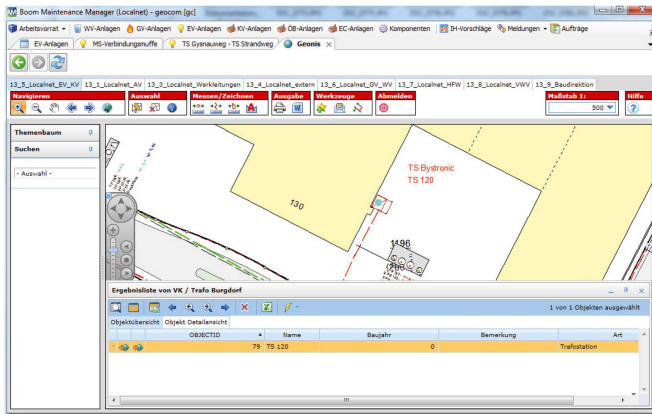 Boom Maintenance Manager (Localnet) - geocom [gc]
Arbeitsvorrat WV-Anlagen GV-Anlagen EV-Anlagen KV-Anlagen ÖB-Anlagen EC-Anlagen Komponenten IH-Vorschläge Meldungen Aufträge
EV-Anlagen MS-Verbindungsmuffe TS Gysnauweg - TS Strandweg Geonis
13_5_Localnet_EV_KV 13_1_Localnet_AV 13_3_Localnet_Werkleitungen 13_4_Localnet_extern 13_6_Localnet_GV_WV 13_7_Localnet_HFW 13_8_Localnet_VWV 13_9_Baudirektion
Navigieren Auswahl Messen/Zeichnen Ausgabe Werkzeuge Abmelden Maßstab 1: Hilfe
500
Themenbaum
Suchen
- Auswahl -
TS Bystronic
TS 120
130
1196
Ergebnisliste von VK / Trafo Burgdorf
1 von 1 Objekten ausgewählt
Objektübersicht Objekt Detailansicht
OBJECTID Name Baujahr Bemerkung Art
79 TS 120 0 Trafostation